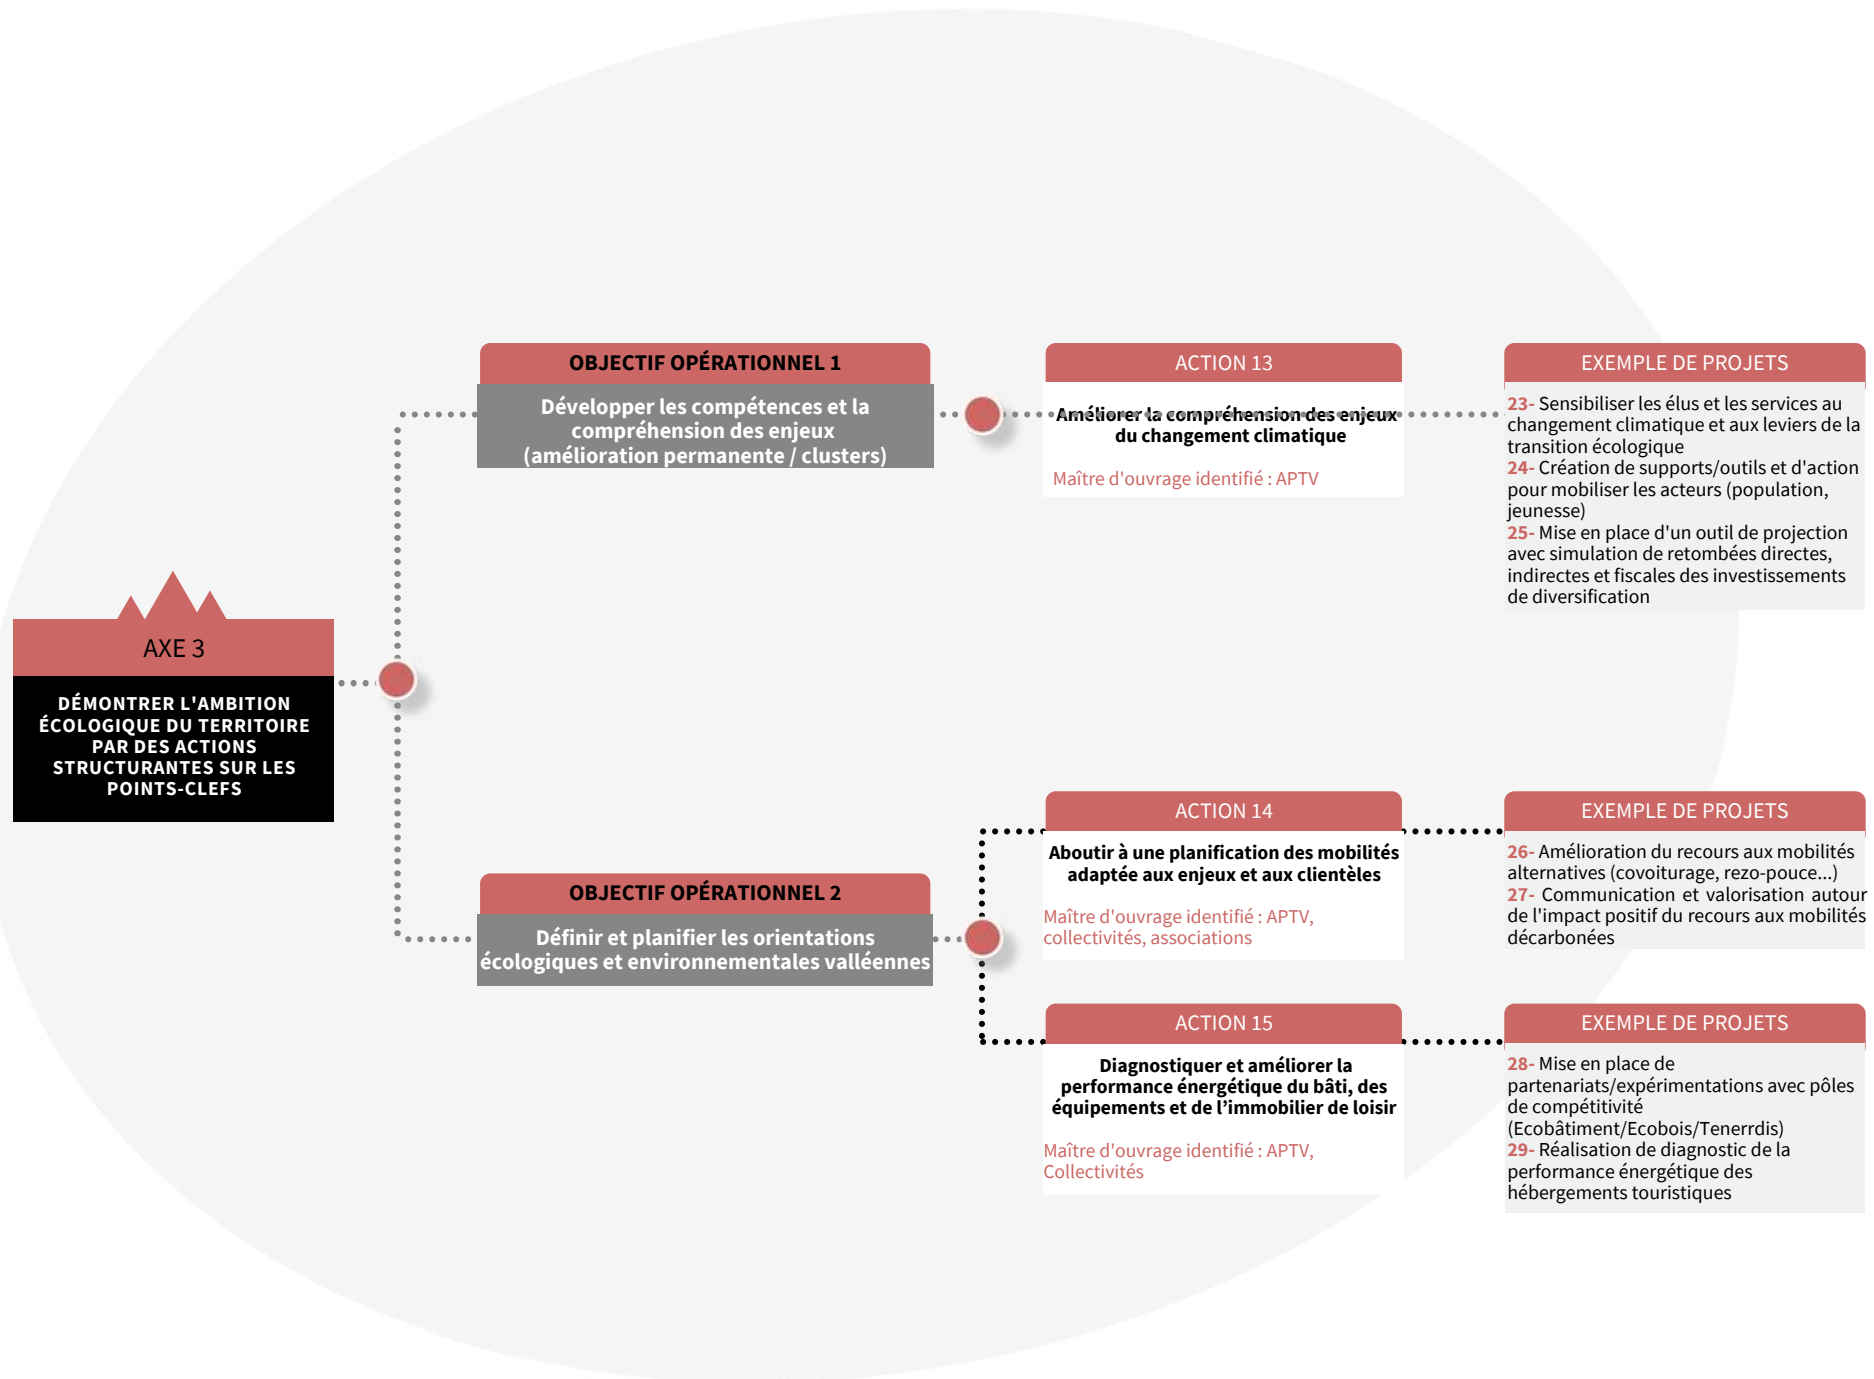 AXE 3
DÉMONTRER L'AMBITION
ÉCOLOGIQUE DU TERRITOIRE
PAR DES ACTIONS
STRUCTURANTES SUR LES
POINTS-CLEFS
OBJECTIF OPÉRATIONNEL 1
Développer les compétences et la
compréhension des enjeux
(amélioration permanente / clusters)
ACTION 13
Améliorer la compréhension des enjeux
du changement climatique
Maître d'ouvrage identifié : APTV
EXEMPLE DE PROJETS
23- Sensibiliser les élus et les services au
changement climatique et aux leviers de la
transition écologique
24- Création de supports/outils et d'action
pour mobiliser les acteurs (population,
jeunesse)
25- Mise en place d'un outil de projection
avec simulation de retombées directes,
indirectes et fiscales des investissements
de diversification
OBJECTIF OPÉRATIONNEL 2
Définir et planifier les orientations
écologiques et environnementales valléennes
ACTION 14
Aboutir à une planification des mobilités
adaptée aux enjeux et aux clientèles
Maître d'ouvrage identifié : APTV,
collectivités, associations
EXEMPLE DE PROJETS
26- Amélioration du recours aux mobilités
alternatives (covoiturage, rezo-pouce...)
27- Communication et valorisation autour
de l'impact positif du recours aux mobilités
décarbonées
ACTION 15
Diagnostiquer et améliorer la
performance énergétique du bâti, des
équipements et de l’immobilier de loisir
Maître d'ouvrage identifié : APTV,
Collectivités
EXEMPLE DE PROJETS
28- Mise en place de
partenariats/expérimentations avec pôles
de compétitivité
(Ecobâtiment/Ecobois/Tenerrdis)
29- Réalisation de diagnostic de la
performance énergétique des
hébergements touristiques